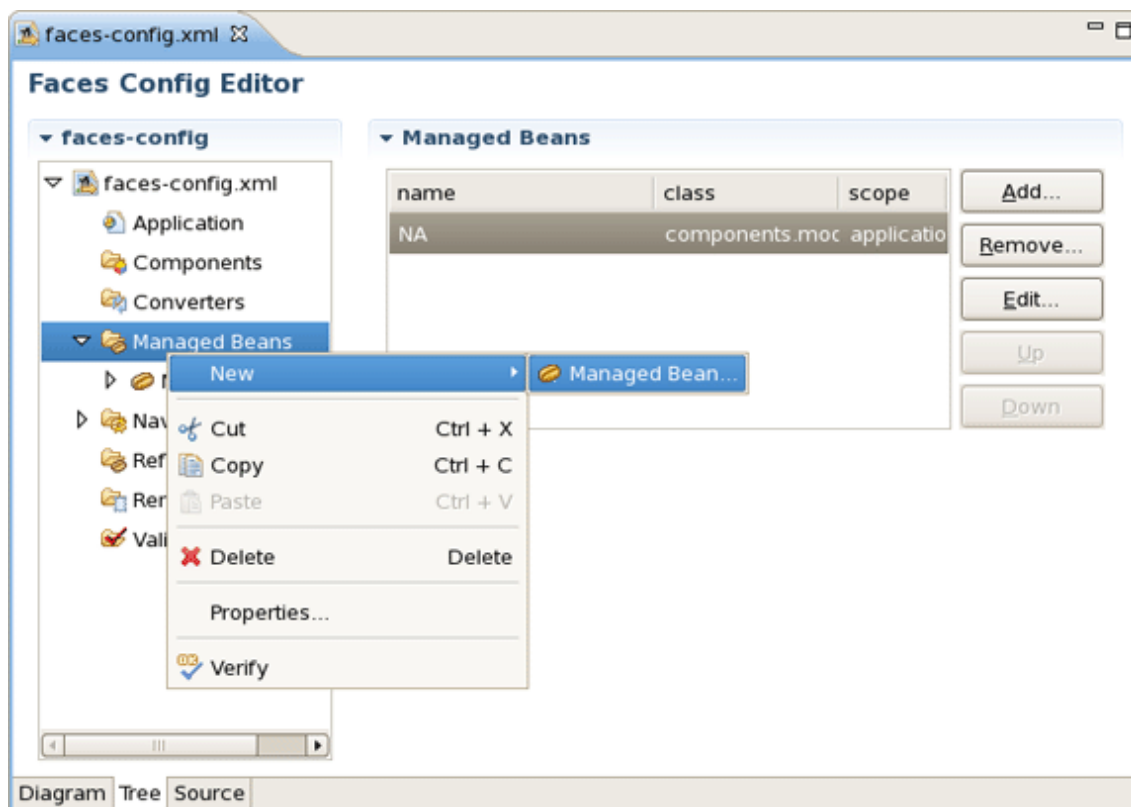 faces-config.xml
Faces Config Editor
faces-config
Managed Beans
faces-config.xml
Application
Components
Converters
Managed Beans
Nav
Ref
Ren
Vali
New
Managed Bean...
Cut Ctrl + X
Copy Ctrl + C
Paste Ctrl + V
Delete Delete
Properties...
Verify
name class scope
NA components.moc applicatio
Add...
Remove...
Edit...
Up
Down
Diagram Tree Source